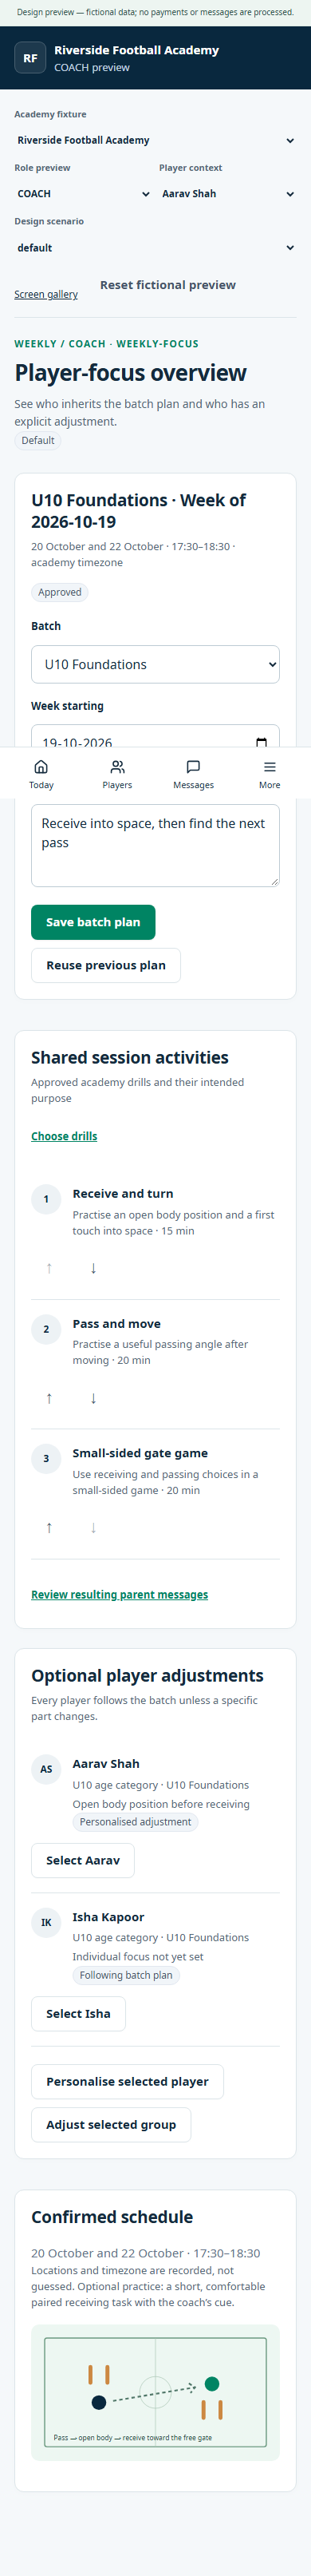 Design preview — fictional data; no payments or messages are processed.
RF
Riverside Football Academy
COACH preview
Academy fixture
Riverside Football Academy
Role preview
Player context
COACH
Aarav Shah
Design scenario
default
Screen gallery
Reset fictional preview
WEEKLY / COACH · WEEKLY-FOCUS
Player-focus overview
See who inherits the batch plan and who has an
explicit adjustment.
Default
U10 Foundations · Week of
2026-10-19
20 October and 22 October · 17:30–18:30 ·
academy timezone
Approved
Batch
U10 Foundations
Week starting
19-10-2026
Today
Players
Messages
More
Receive into space, then find the next
pass
Save batch plan
Reuse previous plan
Shared session activities
Approved academy drills and their intended
purpose
Choose drills
1
Receive and turn
Practise an open body position and a first
touch into space · 15 min
↑ ↓
2
Pass and move
Practise a useful passing angle after
moving · 20 min
↑ ↓
3
Small-sided gate game
Use receiving and passing choices in a
small-sided game · 20 min
↑ ↓
Review resulting parent messages
Optional player adjustments
Every player follows the batch unless a specific
part changes.
AS
Aarav Shah
U10 age category · U10 Foundations
Open body position before receiving
Personalised adjustment
Select Aarav
IK
Isha Kapoor
U10 age category · U10 Foundations
Individual focus not yet set
Following batch plan
Select Isha
Personalise selected player
Adjust selected group
Confirmed schedule
20 October and 22 October · 17:30–18:30
Locations and timezone are recorded, not
guessed. Optional practice: a short, comfortable
paired receiving task with the coach's cue.
Pass → open body → receive toward the free gate